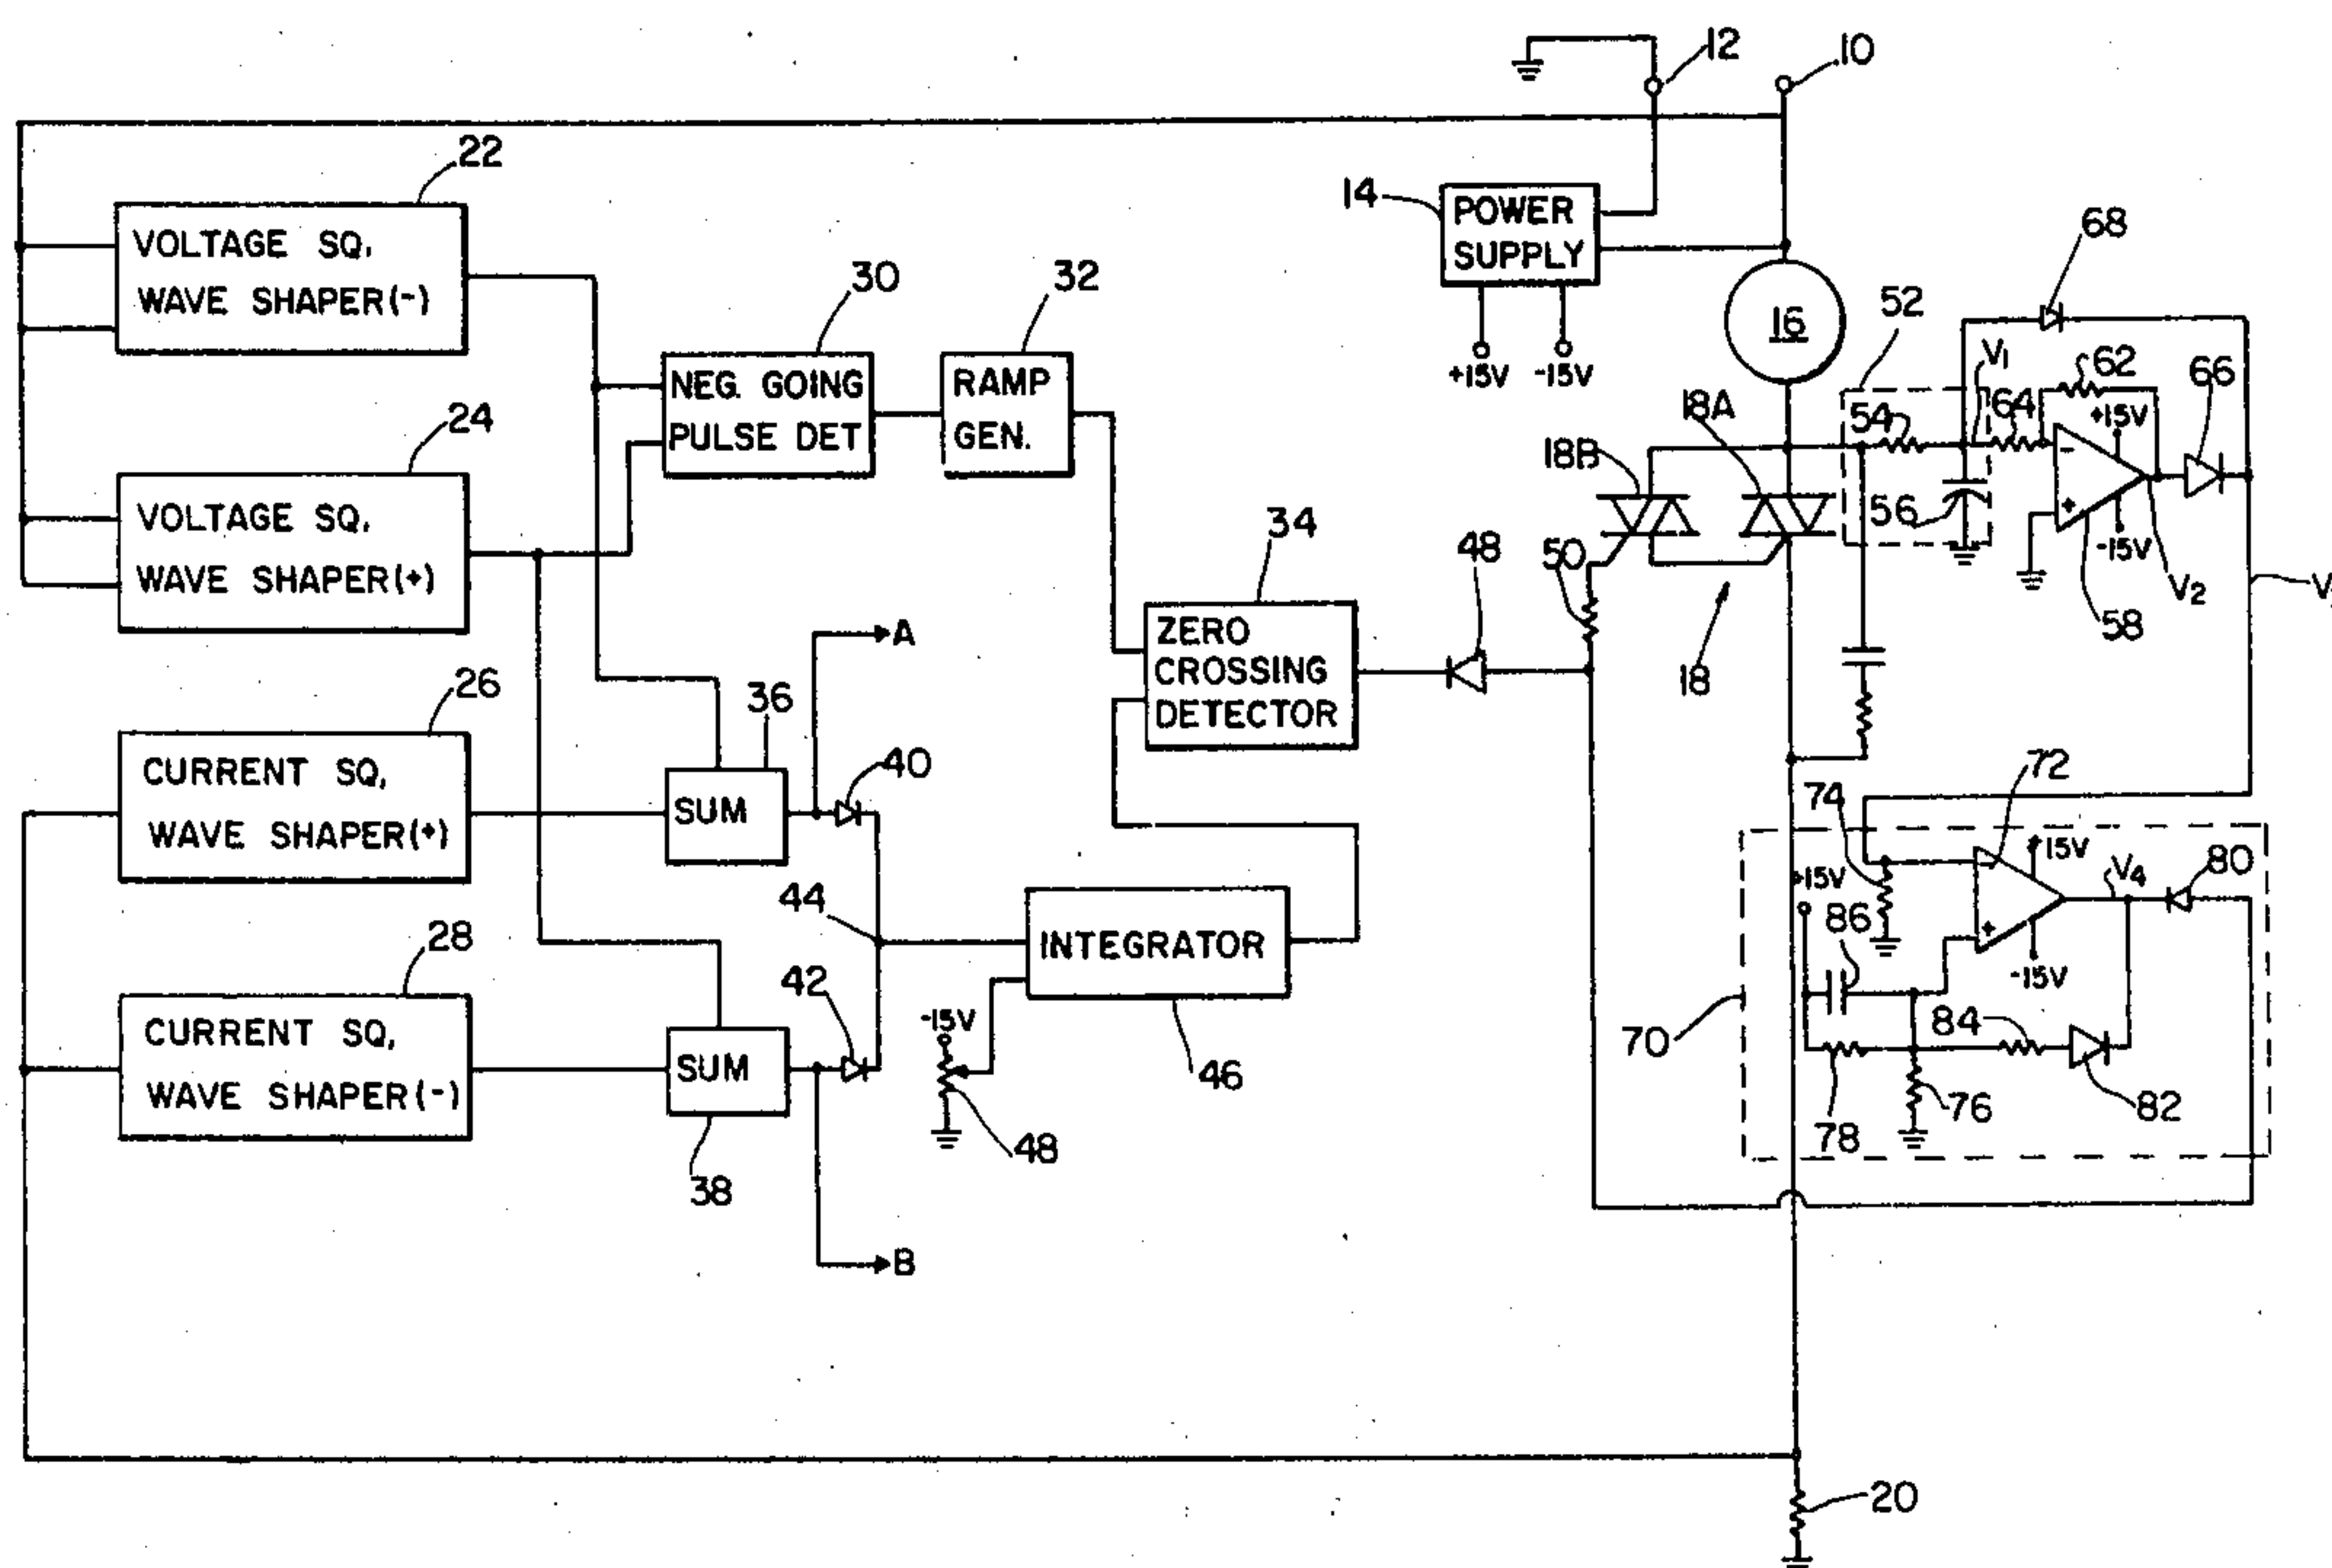 12
10
22
14
POWER
SUPPLY
+15V -15V
16
68
VOLTAGE SQ.
WAVE SHAPER(-)
30
32
52
V1
62
66
NEG. GOING
PULSE DET
RAMP
GEN.
18A
54
64
+15V
-
24
18B
56
+
-15V
V2
58
VOLTAGE SQ.
WAVE SHAPER(+)
34
48
50
18
ZERO
CROSSING
DETECTOR
A
26
36
40
72
74
CURRENT SQ.
WAVE SHAPER(+)
SUM
+15V
80
+15V
-
V4
86
44
28
INTEGRATOR
+
-15V
42
-15V
84
70
CURRENT SQ.
WAVE SHAPER(-)
SUM
46
76
82
78
48
38
B
20